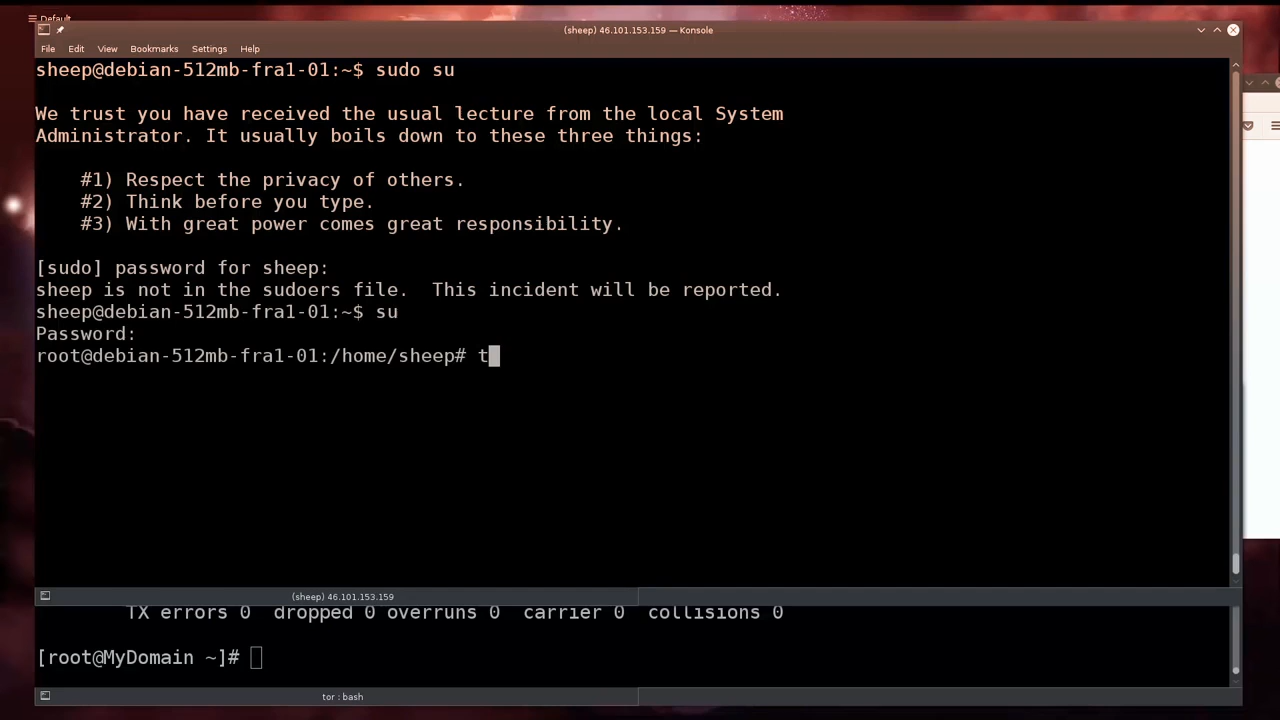 Default
(sheep) 46.101.153.159 — Konsole
File Edit View Bookmarks Settings Help
sheep@debian-512mb-fra1-01:~$ sudo su
We trust you have received the usual lecture from the local System
Administrator. It usually boils down to these three things:
#1) Respect the privacy of others.
#2) Think before you type.
#3) With great power comes great responsibility.
[sudo] password for sheep:
sheep is not in the sudoers file.  This incident will be reported.
sheep@debian-512mb-fra1-01:~$ su
Password:
root@debian-512mb-fra1-01:/home/sheep# t
(sheep) 46.101.153.159
TX errors 0  dropped 0 overruns 0  carrier 0  collisions 0
[root@MyDomain ~]#
tor : bash